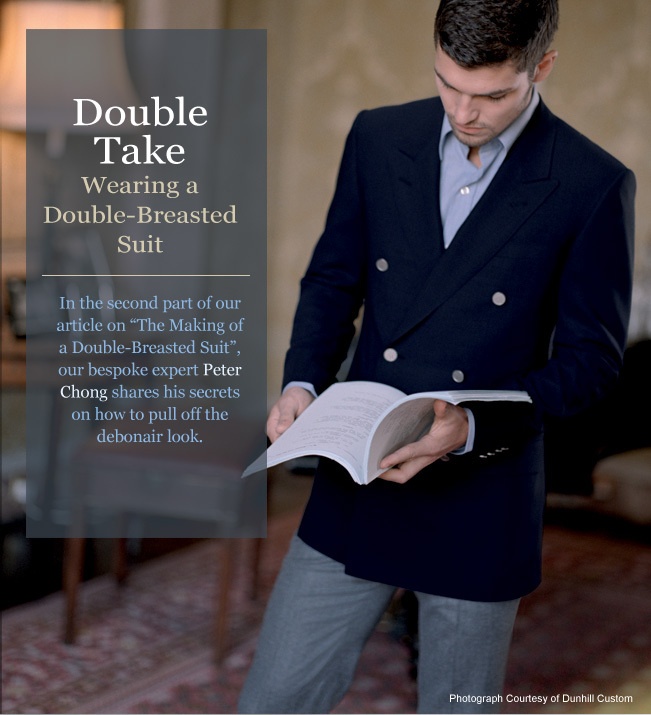 Double
Take
Wearing a
Double-Breasted
Suit
In the second part of our
article on “The Making of
a Double-Breasted Suit”,
our bespoke expert Peter
Chong shares his secrets
on how to pull off the
debonair look.
Photograph Courtesy of Dunhill Custom